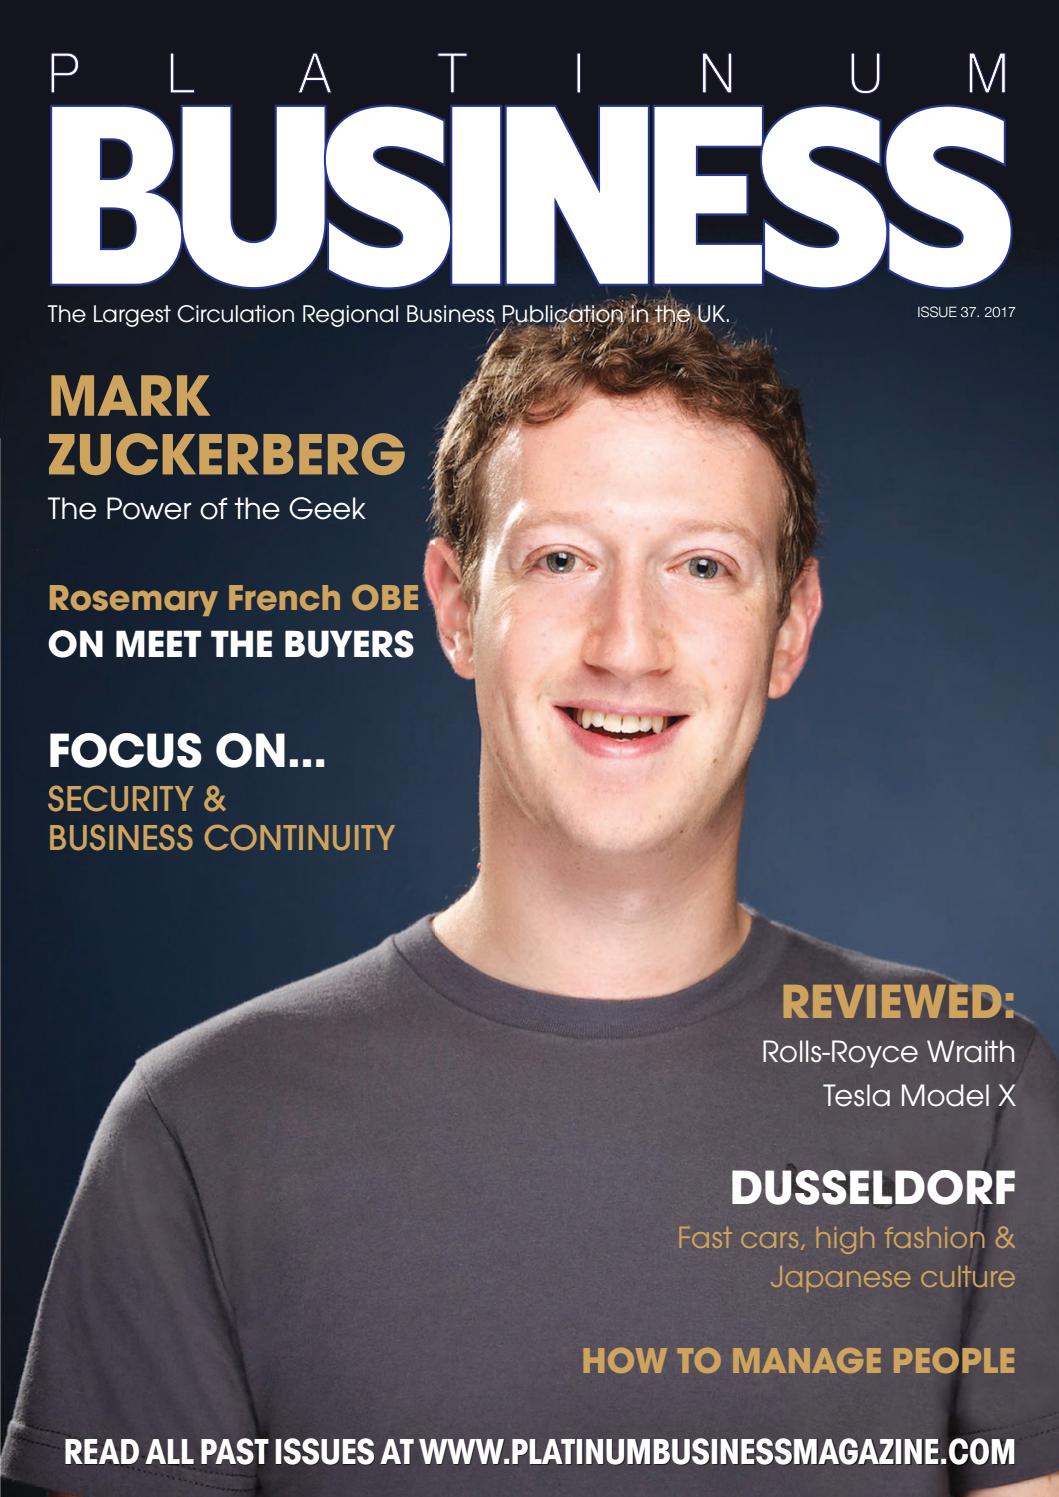 PLATINUM
BUSINESS
The Largest Circulation Regional Business Publication in the UK.
ISSUE 37. 2017
MARK
ZUCKERBERG
The Power of the Geek
Rosemary French OBE
ON MEET THE BUYERS
FOCUS ON...
SECURITY &
BUSINESS CONTINUITY
REVIEWED:
Rolls-Royce Wraith
Tesla Model X
DUSSELDORF
Fast cars, high fashion &
Japanese culture
HOW TO MANAGE PEOPLE
READ ALL PAST ISSUES AT WWW.PLATINUMBUSINESSMAGAZINE.COM